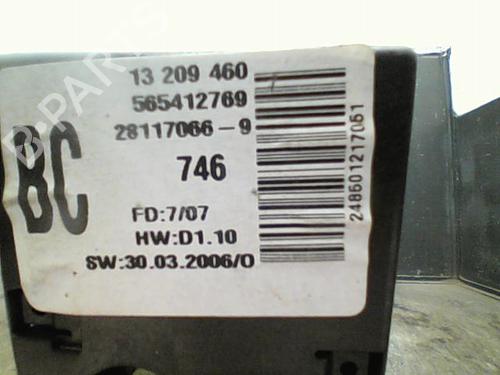 13 209 460
565412769
28117066-9
BC
746
FD:7/07
HW:D1.10
SW:30.03.2006/0
248601217051
B-PARTS